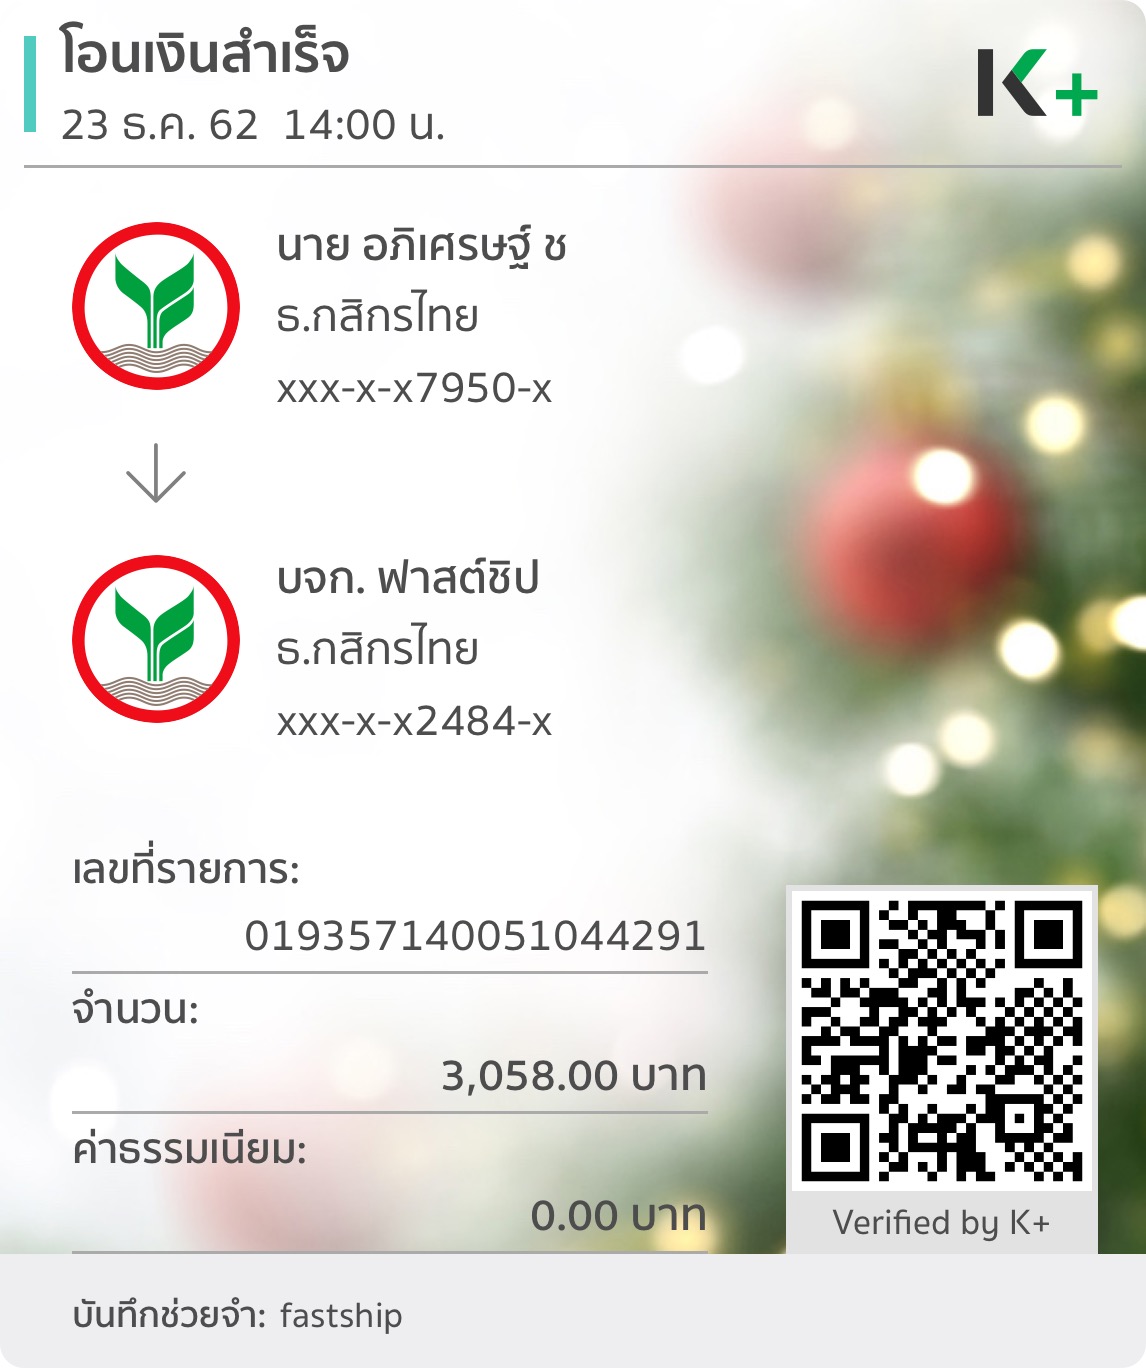 โอนเงินสำเร็จ
23 ธ.ค. 62  14:00 น.
K+
นาย อภิเศรษฐ์ ช
ธ.กสิกรไทย
xxx-x-x7950-x
บจก. ฟาสต์ชิป
ธ.กสิกรไทย
xxx-x-x2484-x
เลขที่รายการ:
019357140051044291
จำนวน:
3,058.00 บาท
ค่าธรรมเนียม:
0.00 บาท
Verified by K+
บันทึกช่วยจำ: fastship